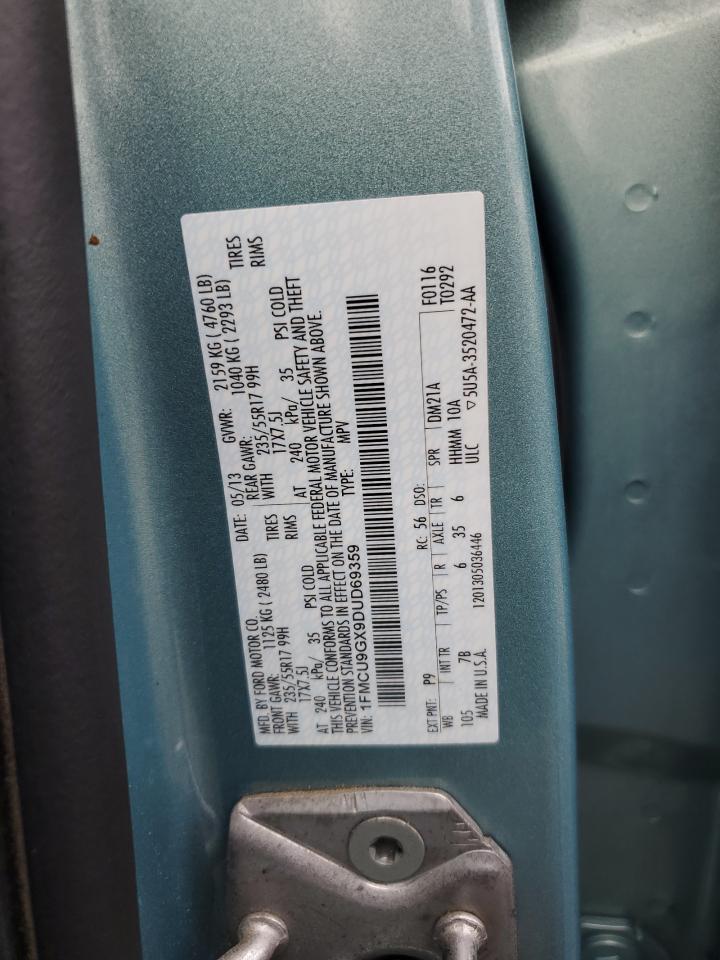 MFD. BY FORD MOTOR CO.
DATE: 05/13 GVWR: 2159 KG ( 4760 LB)
FRONT GAWR: 1125 KG ( 2480 LB) REAR GAWR: 1040 KG ( 2293 LB)
WITH 235/55R17 99H TIRES WITH 235/55R17 99H TIRES
17X7.5J RIMS 17X7.5J RIMS
AT 240 kPa/ 35 PSI COLD AT 240 kPa/ 35 PSI COLD
THIS VEHICLE CONFORMS TO ALL APPLICABLE FEDERAL MOTOR VEHICLE SAFETY AND THEFT
PREVENTION STANDARDS IN EFFECT ON THE DATE OF MANUFACTURE SHOWN ABOVE.
VIN: 1FMCU9GX9DUD69359 TYPE: MPV
F0116
T0292
EXT PNT: P9 RC: 56 DSO:
WB INT TR TP/PS R AXLE TR SPR DM21A
105 7B 6 35 6 HHMM 10A
MADE IN U.S.A. 1201305036446 ULC ▽5U5A-3520472-AA